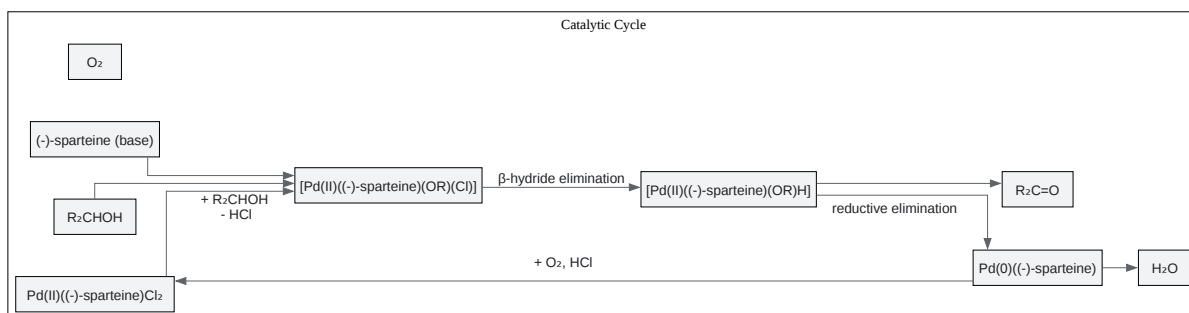 Catalytic Cycle
O₂
(-)-sparteine (base)
R₂CHOH
Pd(II)((-)-sparteine)Cl₂
+ R₂CHOH
- HCl
[Pd(II)((-)-sparteine)(OR)(Cl)]
β-hydride elimination
[Pd(II)((-)-sparteine)(OR)H]
reductive elimination
R₂C=O
+ O₂, HCl
Pd(0)((-)-sparteine)
H₂O